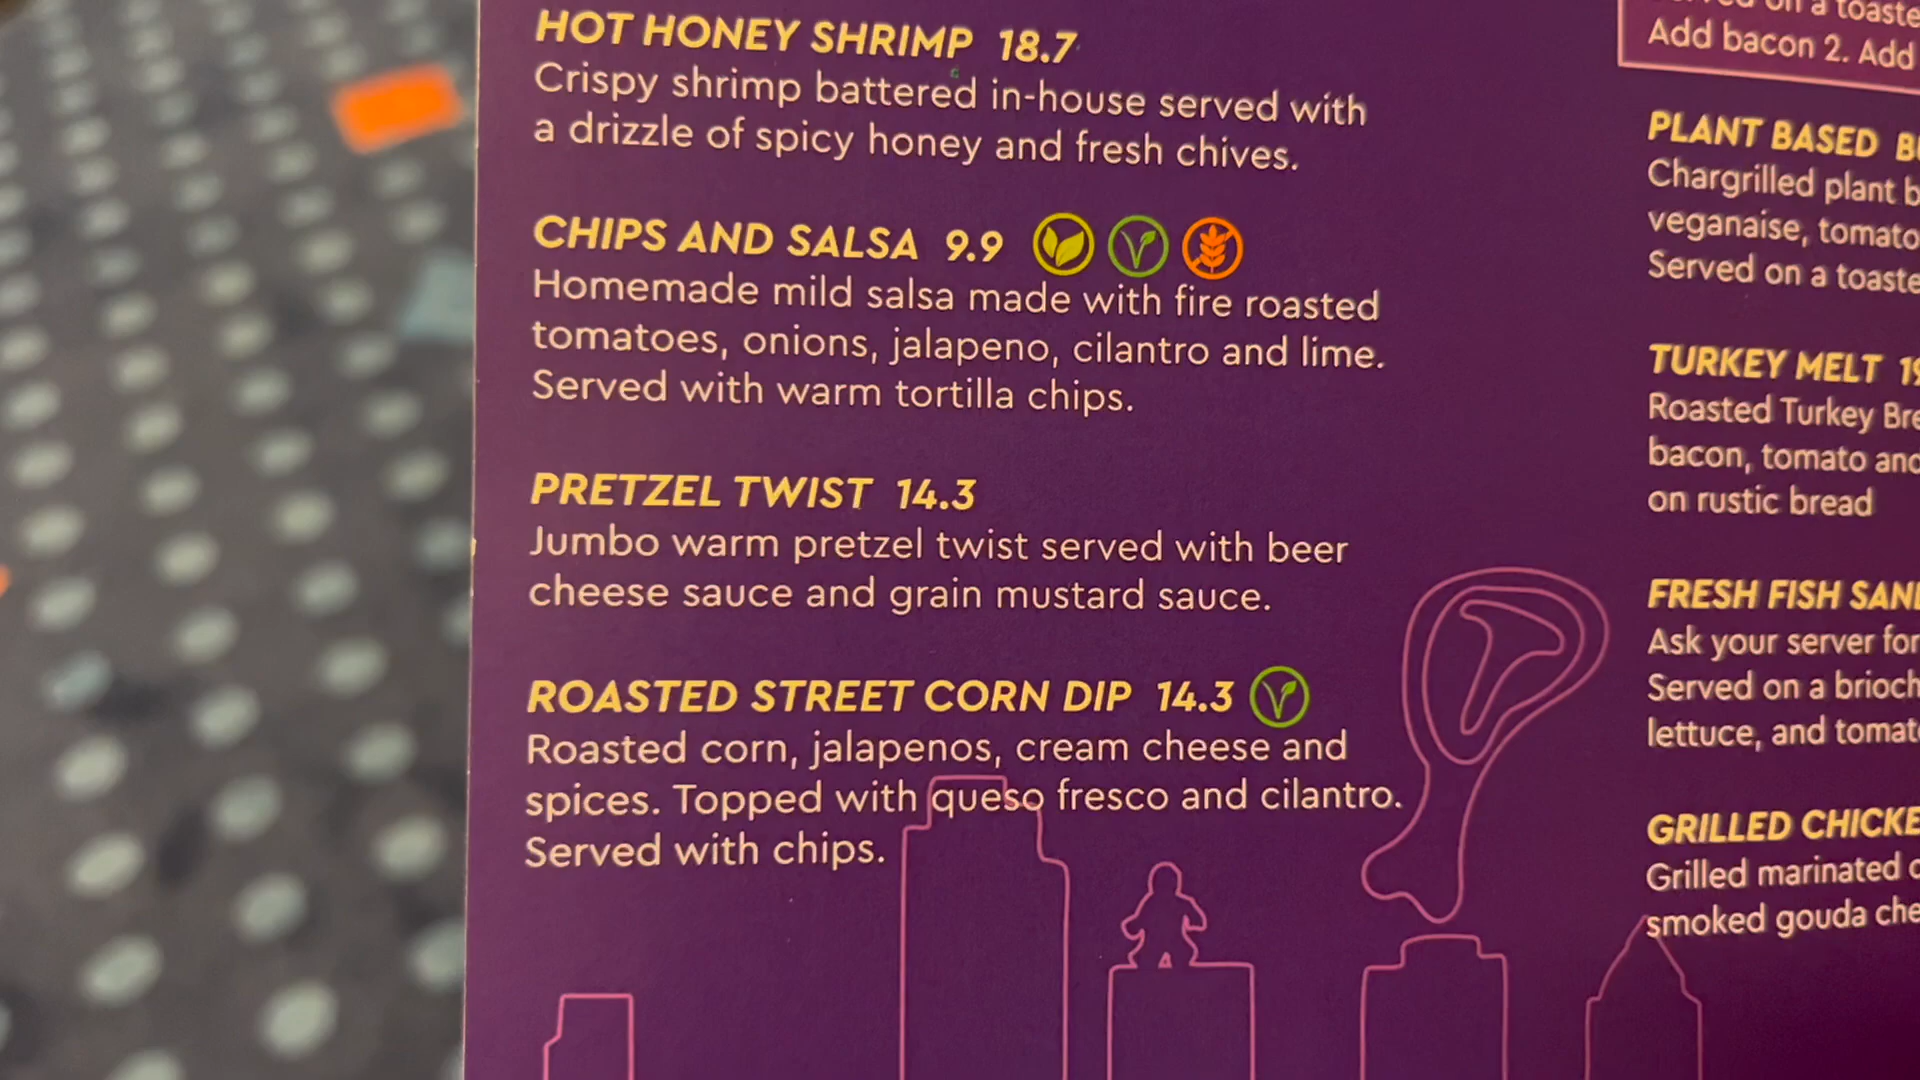 HOT HONEY SHRIMP 18.7
Crispy shrimp battered in-house served with
a drizzle of spicy honey and fresh chives.
CHIPS AND SALSA 9.9
Homemade mild salsa made with fire roasted
tomatoes, onions, jalapeno, cilantro and lime.
Served with warm tortilla chips.
PRETZEL TWIST 14.3
Jumbo warm pretzel twist served with beer
cheese sauce and grain mustard sauce.
ROASTED STREET CORN DIP 14.3
Roasted corn, jalapenos, cream cheese and
spices. Topped with queso fresco and cilantro.
Served with chips.
on a toaste
Add bacon 2. Add
PLANT BASED
Chargrilled plant b
veganaise, tomato
Served on a toaste
TURKEY MELT 19
Roasted Turkey Bre
bacon, tomato and
on rustic bread
FRESH FISH SAN
Ask your server for
Served on a brioch
lettuce, and tomat
GRILLED CHICKE
Grilled marinated c
smoked gouda che